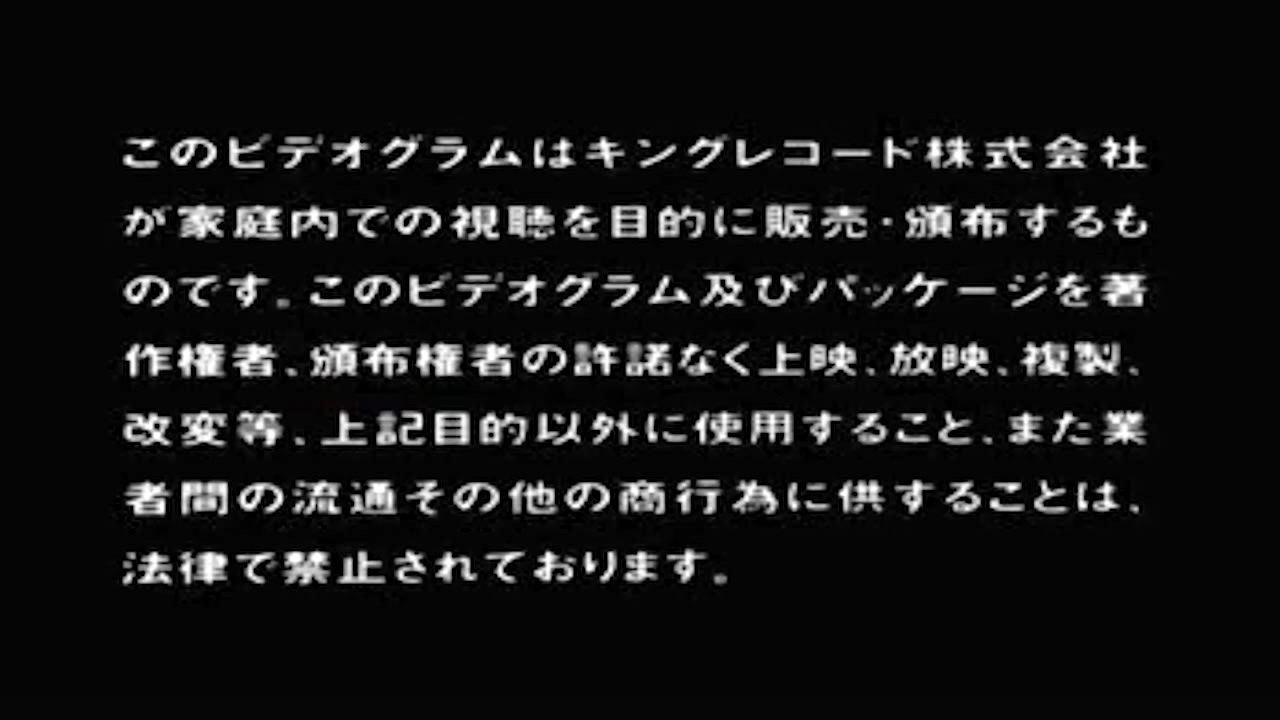 このビデオグラムはキングレコード株式会社
が家庭内での視聴を目的に販売・頒布するも
のです。このビデオグラム及びパッケージを著
作権者、頒布権者の許諾なく上映、放映、複製、
改変等、上記目的以外に使用すること、また業
者間の流通その他の商行為に供することは、
法律で禁止されております。